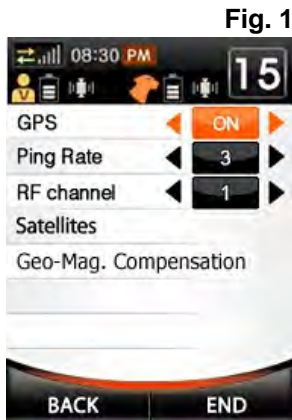 Fig. 1
08:30 PM
15
GPS ON
Ping Rate 3
RF channel 1
Satellites
Geo-Mag. Compensation
BACK END